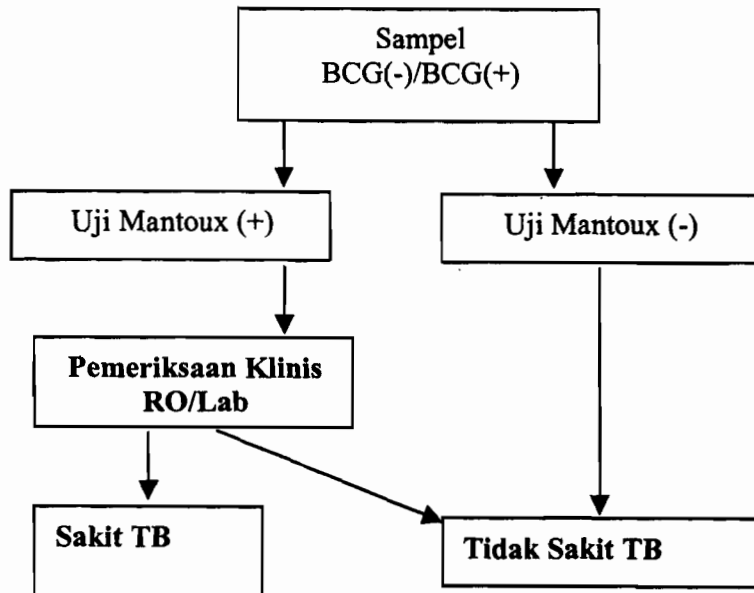 Sampel
BCG(-)/BCG(+)
Uji Mantoux (+)
Uji Mantoux (-)
Pemeriksaan Klinis
RO/Lab
Sakit TB
Tidak Sakit TB